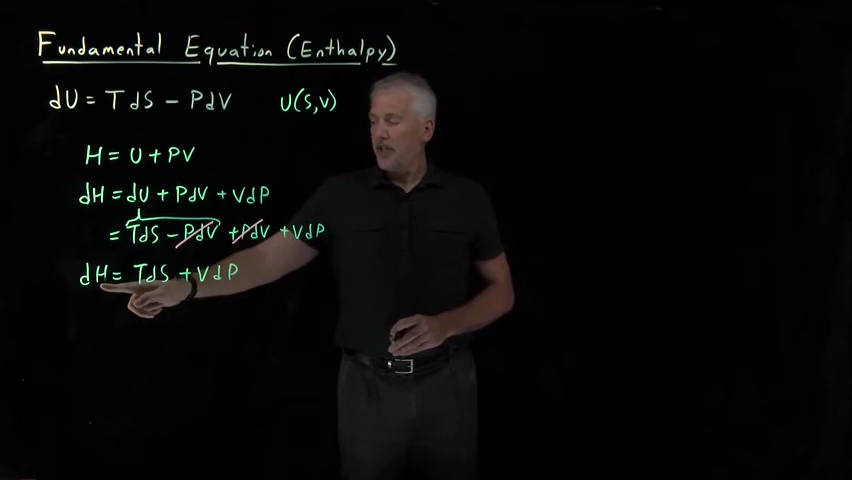 Fundamental Equation (Enthalpy)
dU = TdS - PdV U(S,V)
H = U + PV
dH = dU + PdV + VdP
= TdS - PdV + PdV + VdP
dH = TdS + VdP